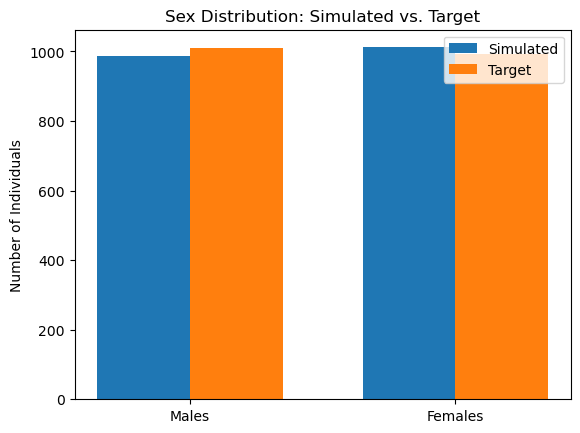 Sex Distribution: Simulated vs. Target
Simulated
Target
Number of Individuals
1000
800
600
400
200
0
Males
Females